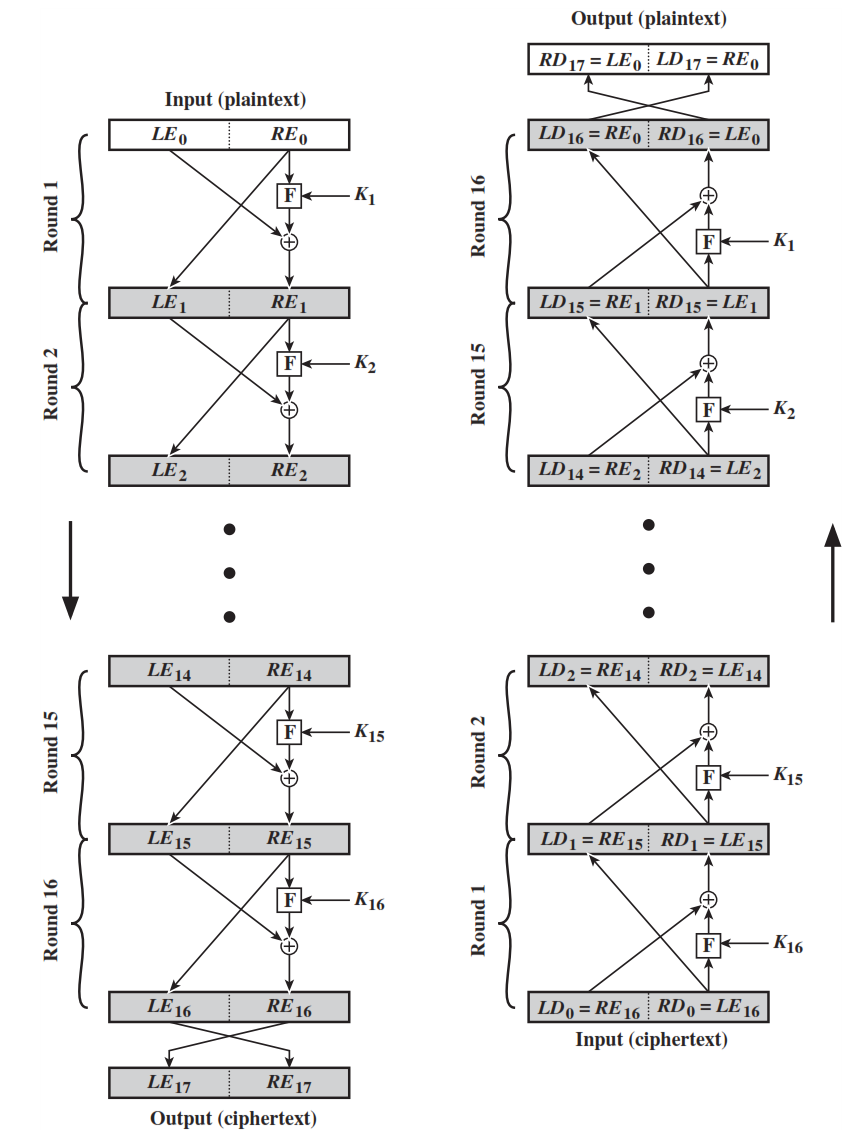 Input (plaintext)
LE0 RE0
Round 1
F
K1
LE1 RE1
Round 2
F
K2
LE2 RE2
LE14 RE14
Round 15
F
K15
LE15 RE15
Round 16
F
K16
LE16 RE16
LE17 RE17
Output (ciphertext)
Output (plaintext)
RD17 = LE0 LD17 = RE0
LD16 = RE0 RD16 = LE0
Round 16
F
K1
LD15 = RE1 RD15 = LE1
Round 15
F
K2
LD14 = RE2 RD14 = LE2
LD2 = RE14 RD2 = LE14
Round 2
F
K15
LD1 = RE15 RD1 = LE15
Round 1
F
K16
LD0 = RE16 RD0 = LE16
Input (ciphertext)